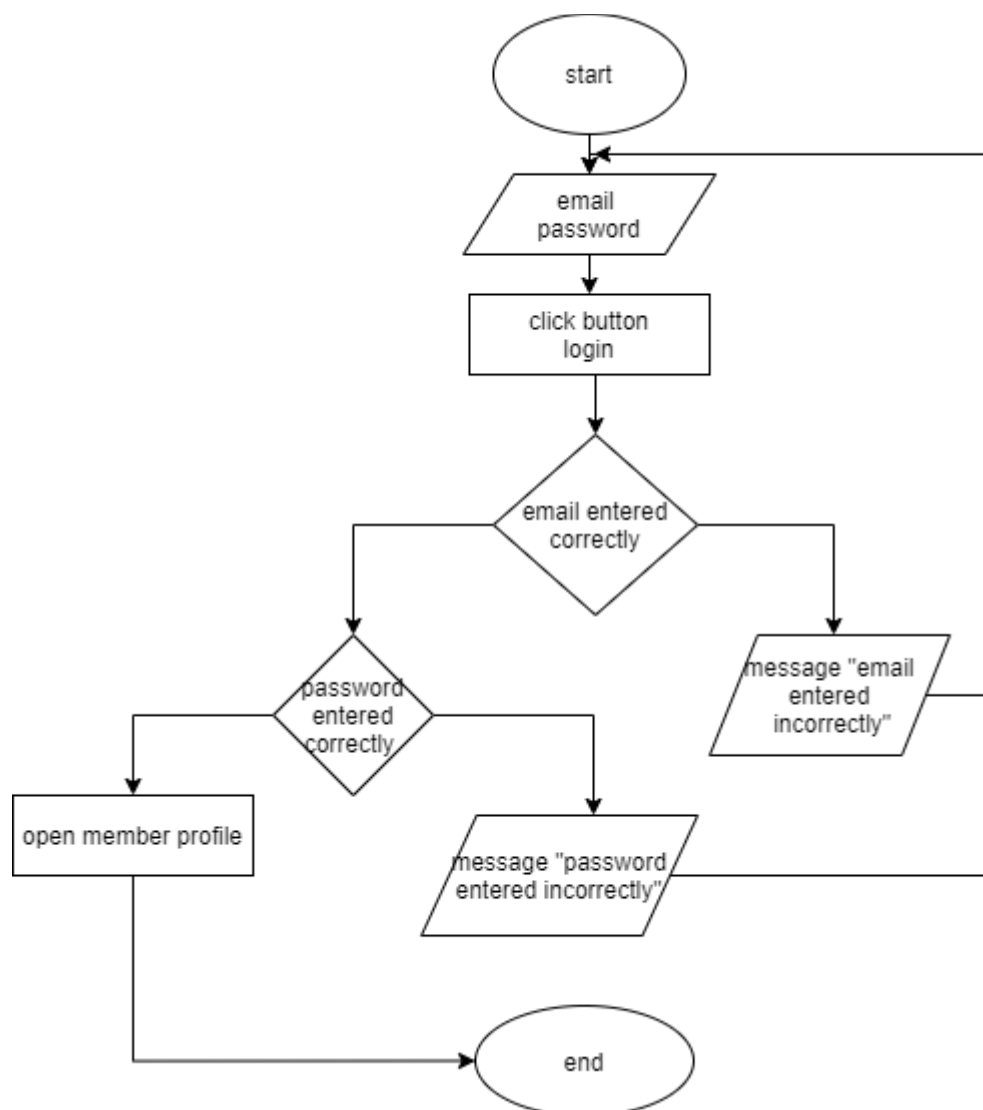 start
email
password
click button
login
email entered
correctly
password
entered
correctly
message "email
entered
incorrectly"
open member profile
message "password
entered incorrectly"
end